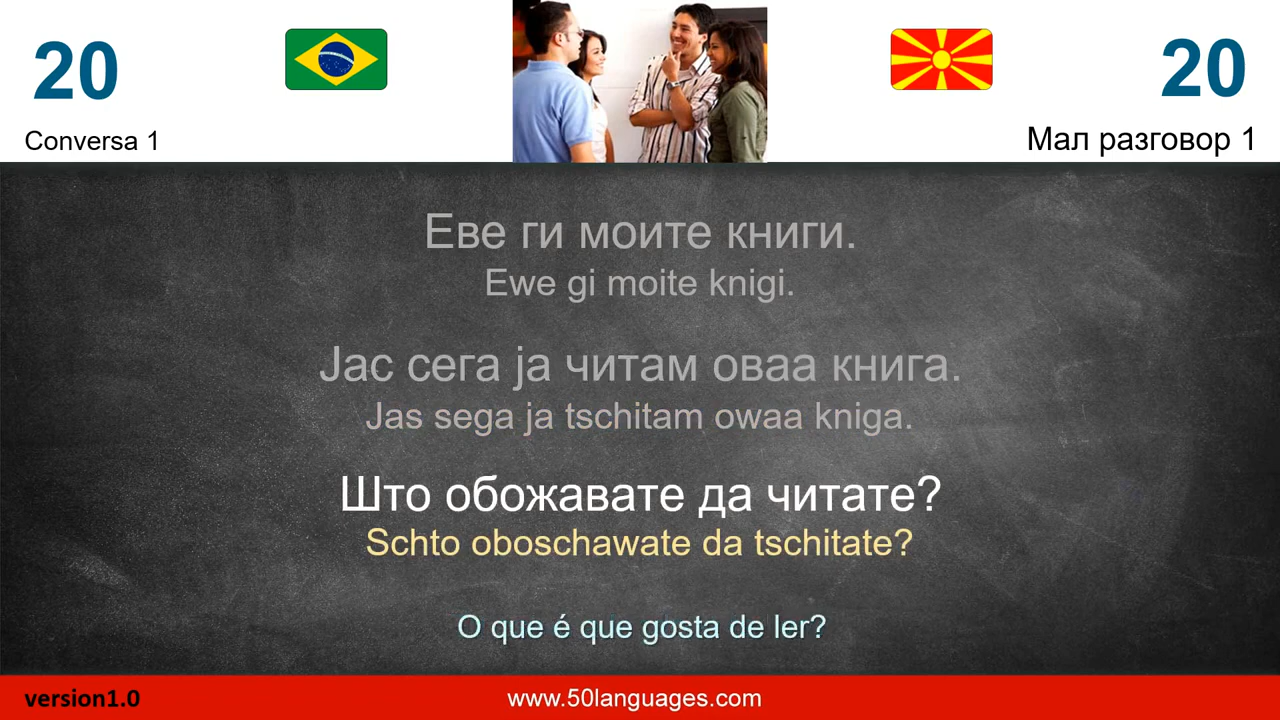 20
20
Conversa 1
Мал разговор 1
Еве ги моите книги.
Ewe gi moite knigi.
Јас сега ја читам оваа книга.
Jas sega ja tschitam owaa kniga.
Што обожавате да читате?
Schto oboschawate da tschitate?
O que é que gosta de ler?
version1.0
www.50languages.com